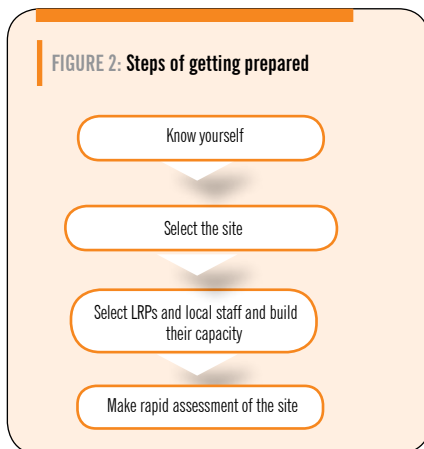 FIGURE 2: Steps of getting prepared
Know yourself
Select the site
Select LRPs and local staff and build
their capacity
Make rapid assessment of the site